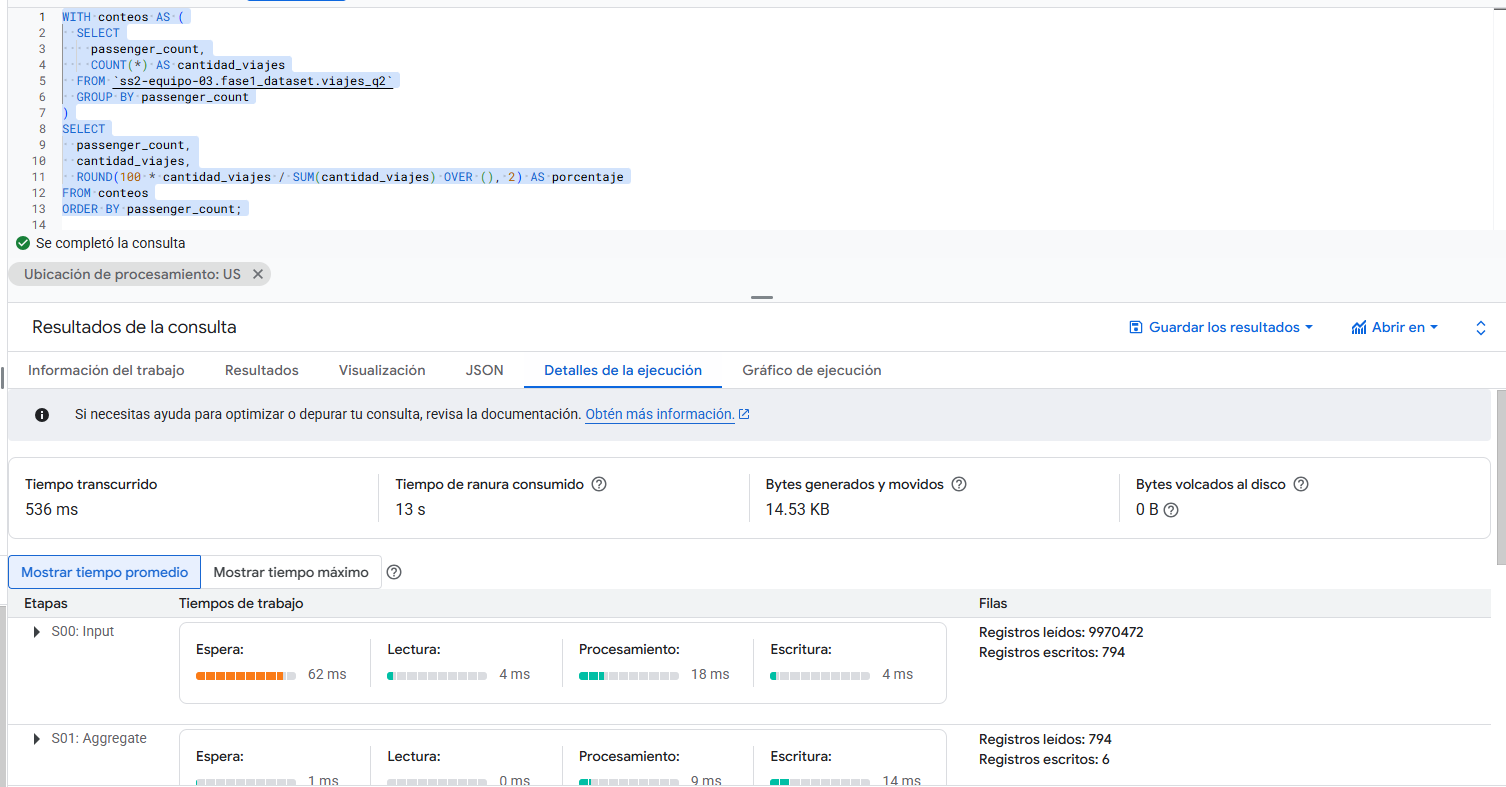 1 WITH conteos AS (
2 SELECT
3 passenger_count,
4 COUNT(*) AS cantidad_viajes
5 FROM `ss2-equipo-03.fase1_dataset.viajes_q2`
6 GROUP BY passenger_count
7 )
8 SELECT
9 passenger_count,
10 cantidad_viajes,
11 ROUND(100 * cantidad_viajes / SUM(cantidad_viajes) OVER (), 2) AS porcentaje
12 FROM conteos
13 ORDER BY passenger_count;
14
Se completó la consulta
Ubicación de procesamiento: US
Resultados de la consulta
Guardar los resultados
Abrir en
Información del trabajo
Resultados
Visualización
JSON
Detalles de la ejecución
Gráfico de ejecución
Si necesitas ayuda para optimizar o depurar tu consulta, revisa la documentación. Obtén más información.
Tiempo transcurrido
536 ms
Tiempo de ranura consumido
13 s
Bytes generados y movidos
14.53 KB
Bytes volcados al disco
0 B
Mostrar tiempo promedio
Mostrar tiempo máximo
Etapas
Tiempos de trabajo
Filas
S00: Input
Espera:
62 ms
Lectura:
4 ms
Procesamiento:
18 ms
Escritura:
4 ms
Registros leídos: 9970472
Registros escritos: 794
S01: Aggregate
Espera:
1 ms
Lectura:
0 ms
Procesamiento:
9 ms
Escritura:
14 ms
Registros leídos: 794
Registros escritos: 6